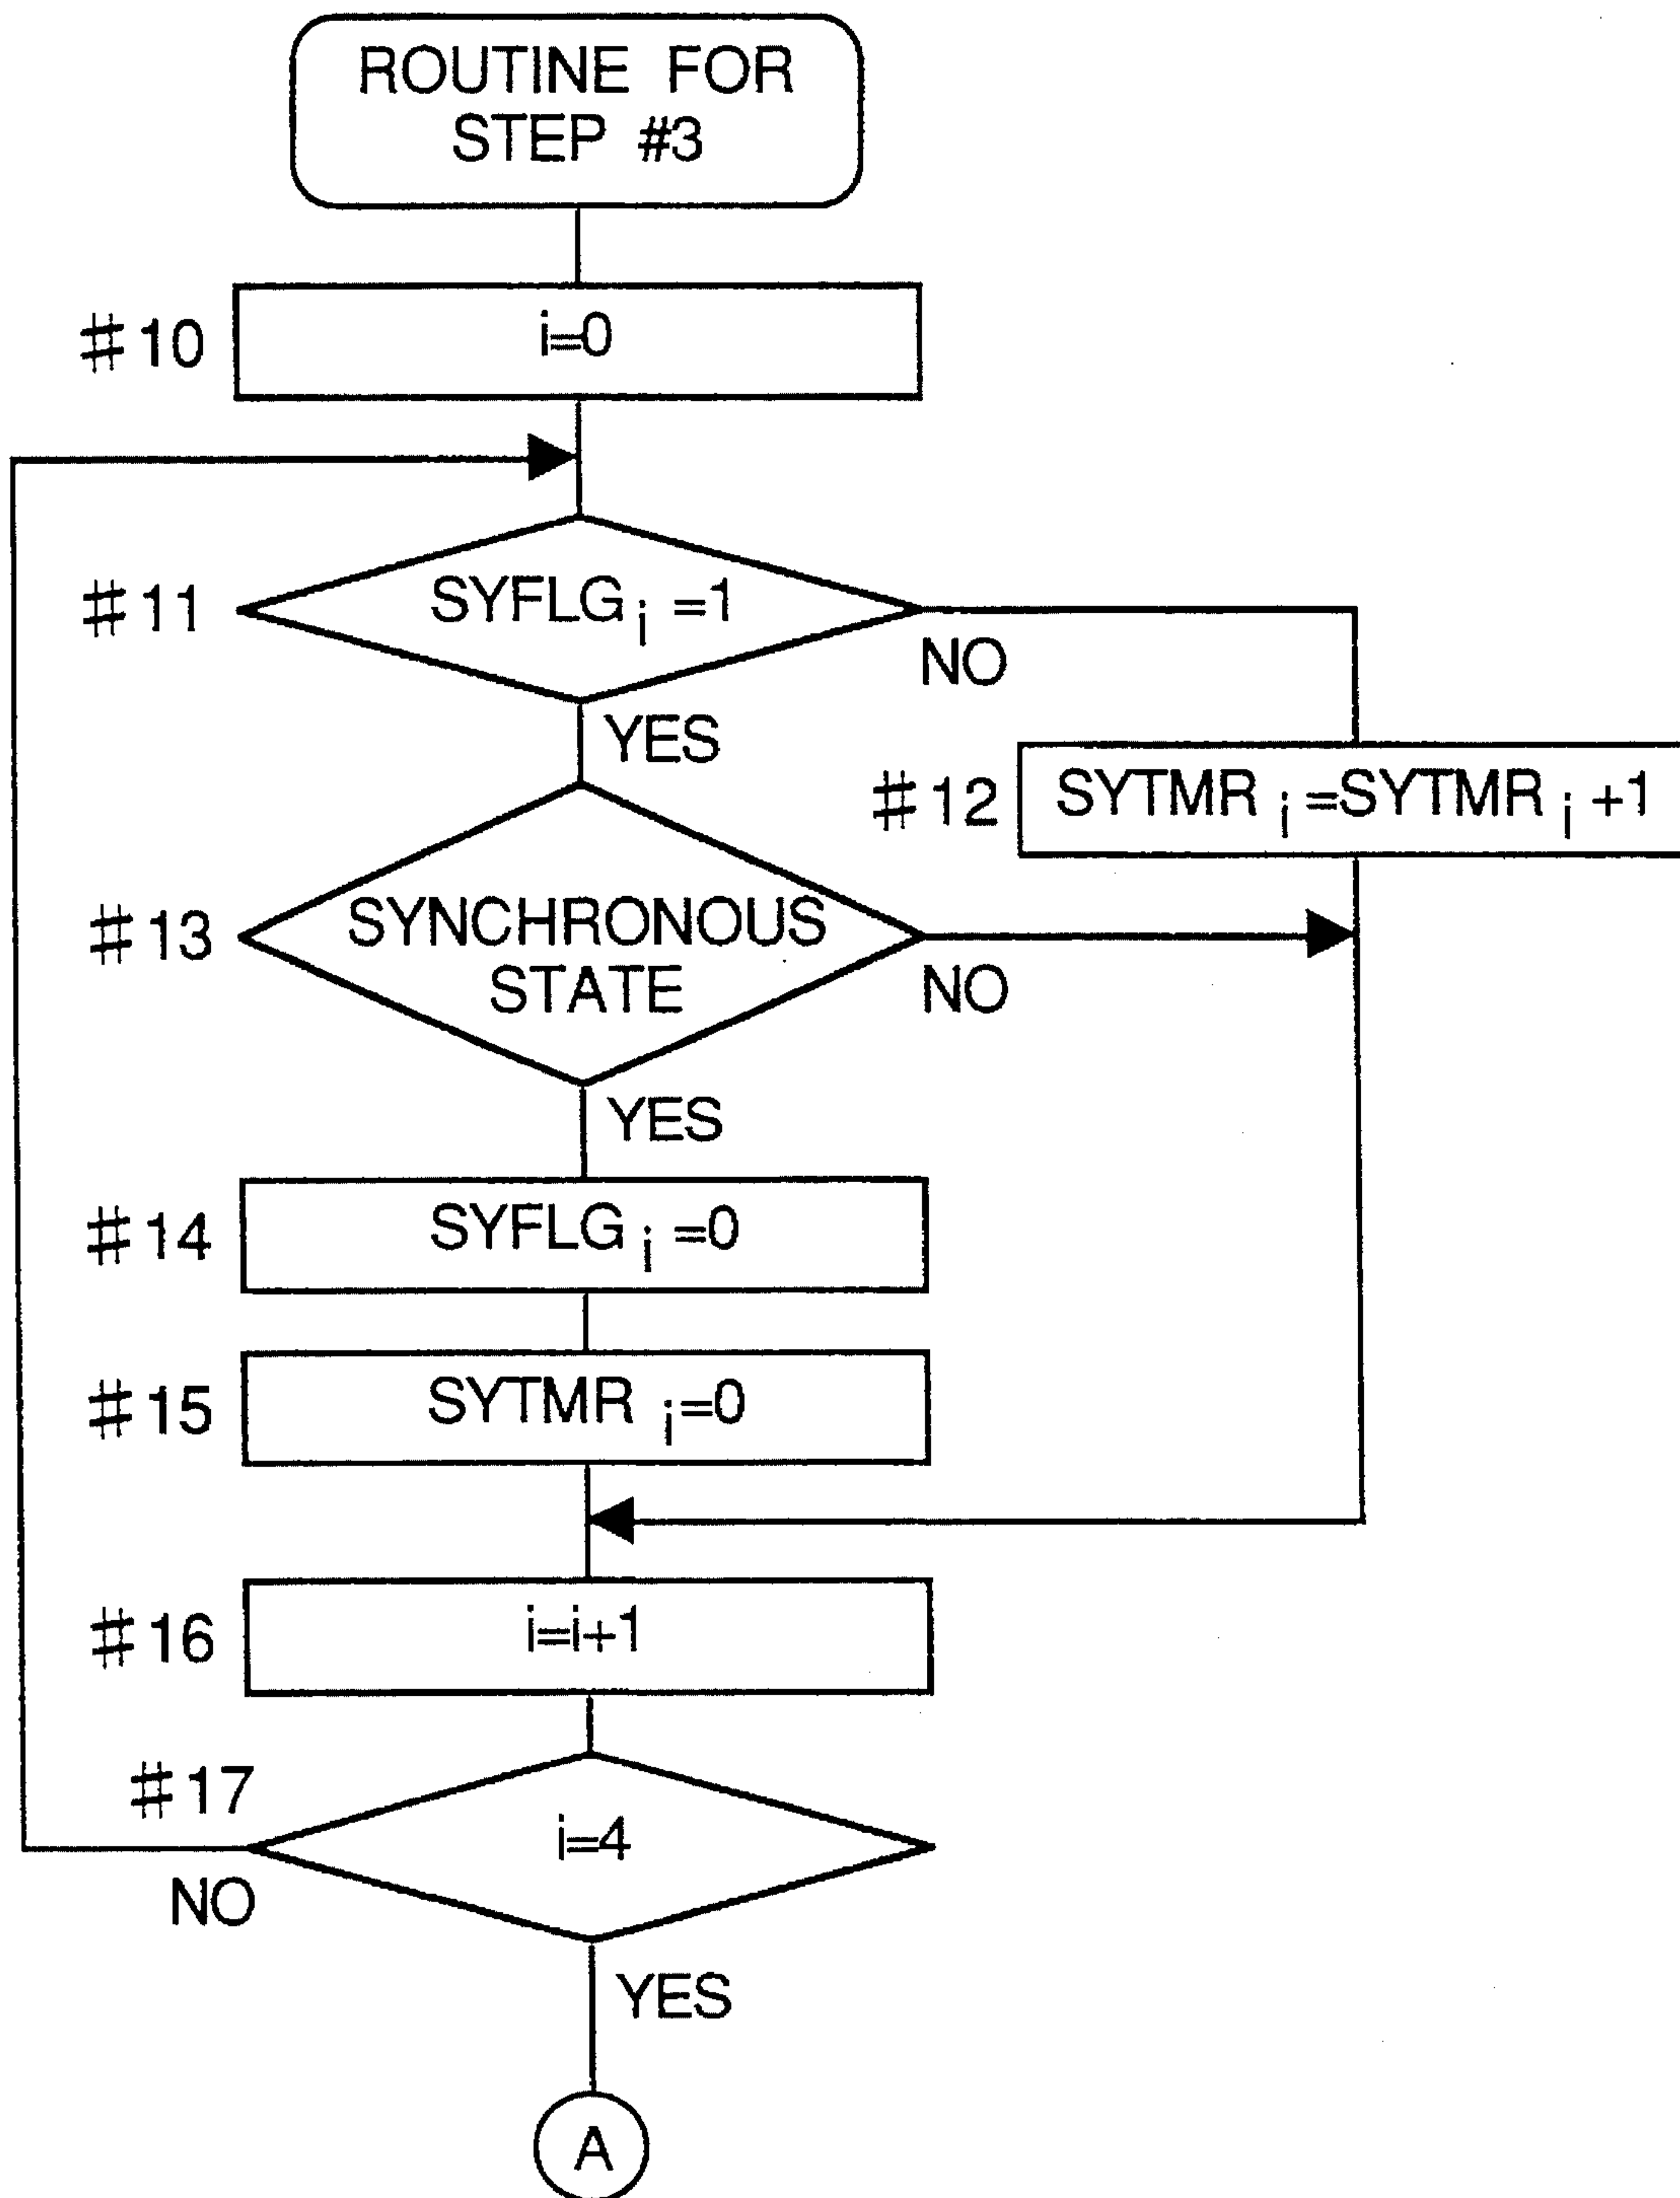 ROUTINE FOR
STEP #3
#10
i=0
#11
SYFLG i =1
NO
YES
#12
SYTMR i =SYTMR i +1
#13
SYNCHRONOUS
STATE
NO
YES
#14
SYFLG i =0
#15
SYTMR i =0
#16
i=i+1
#17
i=4
NO
YES
A